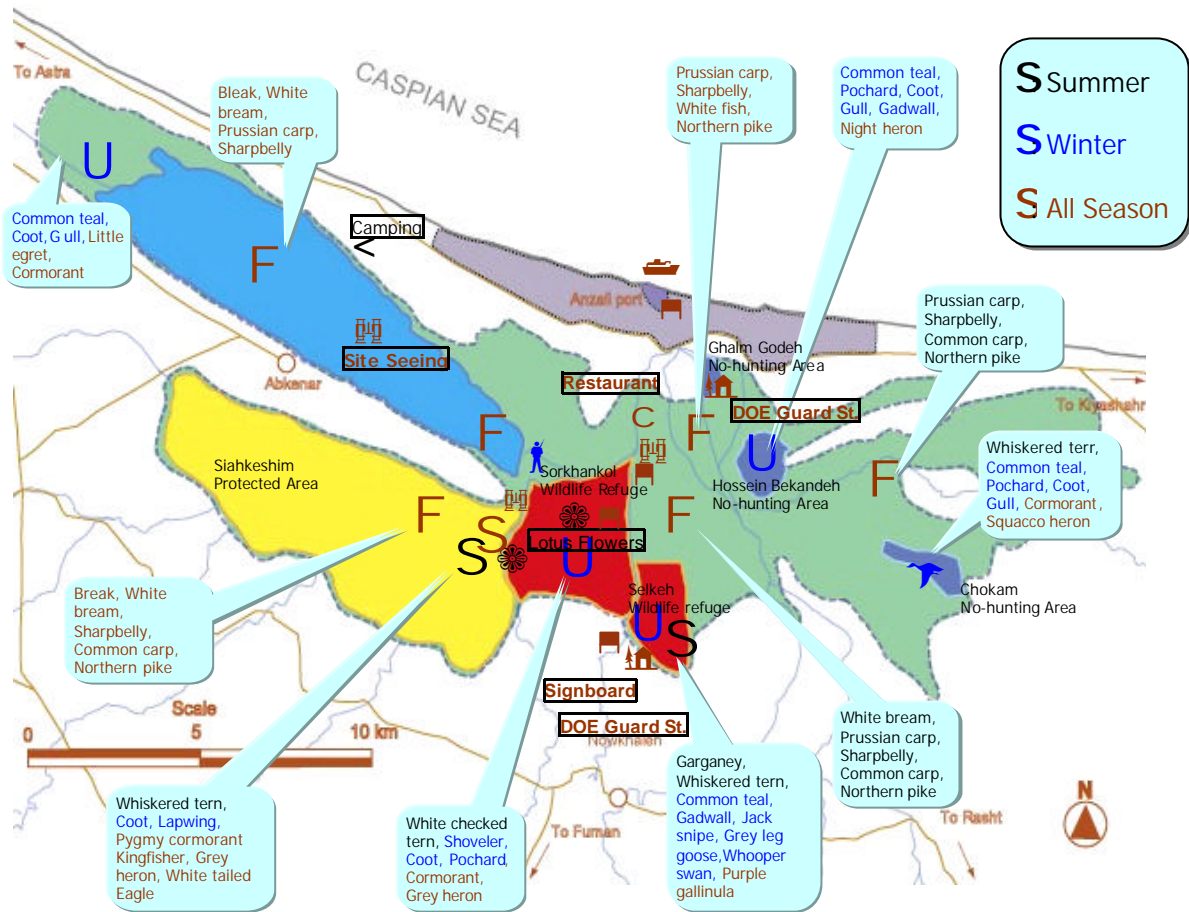 To Astra
CASPIAN SEA
Bleak, White
bream,
Prussian carp,
Sharpbelly
Prussian carp,
Sharpbelly,
White fish,
Northern pike
Common teal,
Pochard, Coot,
Gull, Gadwall,
Night heron
S Summer
S Winter
S All Season
U
Common teal,
Coot, G ull, Little
egret,
Cormorant
Camping
<
F
Anzali port
Site Seeing
Abkenar
Ghalm Godeh
No-hunting Area
Restaurant
DOE Guard St.
C
F
F
U
Prussian carp,
Sharpbelly,
Common carp,
Northern pike
To Kiyashahr
Whiskered terr,
Common teal,
Pochard, Coot,
Gull, Cormorant,
Squacco heron
F
Siahkeshim
Protected Area
Sorkhankol
Wildlife Refuge
Hossein Bekandeh
No-hunting Area
F
S
S
Lotus Flowers
U
F
Selkeh
Wildlife refuge
U
S
Chokam
No-hunting Area
Break, White
bream,
Sharpbelly,
Common carp,
Northern pike
Signboard
DOE Guard St.
Nowkhaleh
Scale
0 5 10 km
White bream,
Prussian carp,
Sharpbelly,
Common carp,
Northern pike
Whiskered tern,
Coot, Lapwing,
Pygmy cormorant
Kingfisher, Grey
heron, White tailed
Eagle
White checked
tern, Shoveler,
Coot, Pochard,
Cormorant,
Grey heron
To Fuman
Garganey,
Whiskered tern,
Common teal,
Gadwall, Jack
snipe, Grey leg
goose,Whooper
swan, Purple
gallinula
To Rasht
N